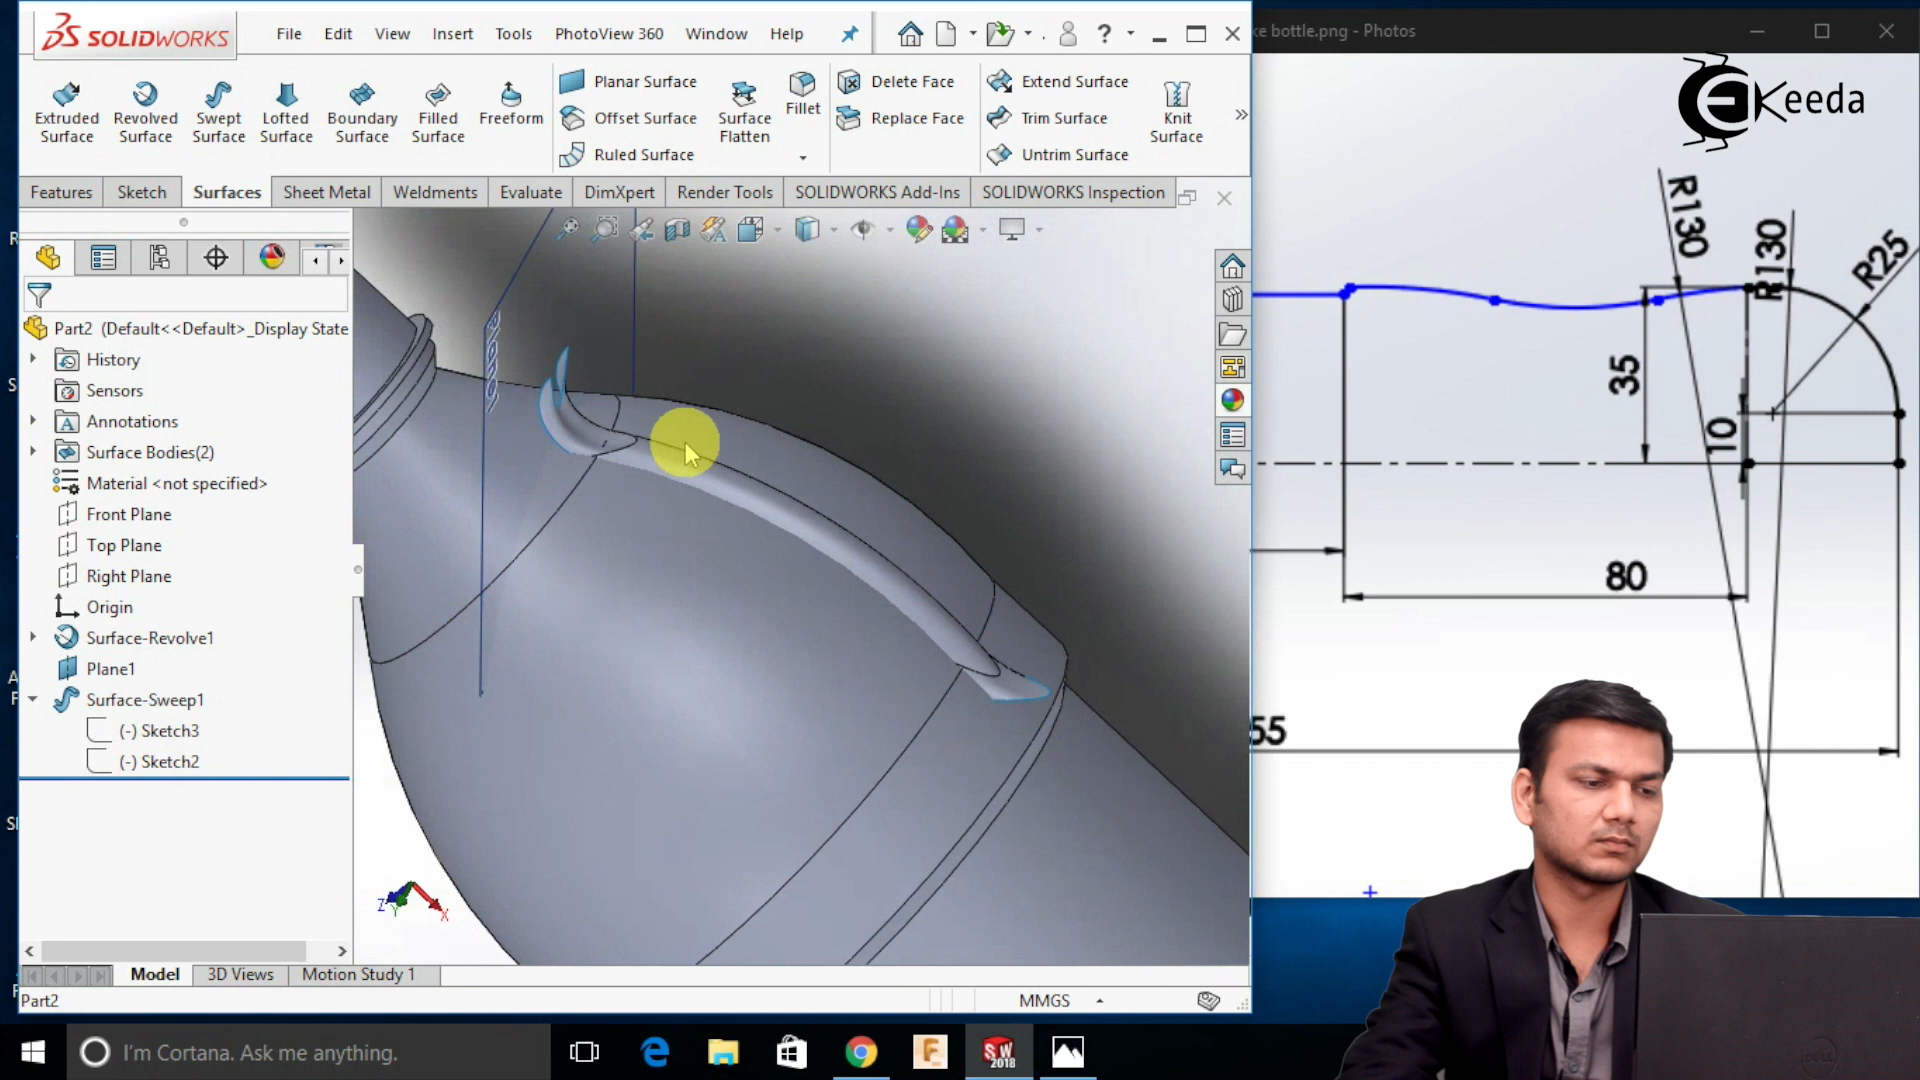 SOLIDWORKS
File Edit View Insert Tools PhotoView 360 Window Help
ke bottle.png - Photos
EKeeda
Extruded Surface
Revolved Surface
Swept Surface
Lofted Surface
Boundary Surface
Filled Surface
Freeform
Planar Surface
Offset Surface
Ruled Surface
Surface Flatten
Fillet
Delete Face
Replace Face
Extend Surface
Trim Surface
Untrim Surface
Knit Surface
Features Sketch Surfaces Sheet Metal Weldments Evaluate DimXpert Render Tools SOLIDWORKS Add-Ins SOLIDWORKS Inspection
Part2 (Default<<Default>_Display State
History
Sensors
Annotations
Surface Bodies(2)
Material <not specified>
Front Plane
Top Plane
Right Plane
Origin
Surface-Revolve1
Plane1
Surface-Sweep1
(-) Sketch3
(-) Sketch2
Z
Y
X
R130
R130
R25
35
10
80
55
Model 3D Views Motion Study 1
Part2
MMGS
I'm Cortana. Ask me anything.
F
SW 2018
DELL